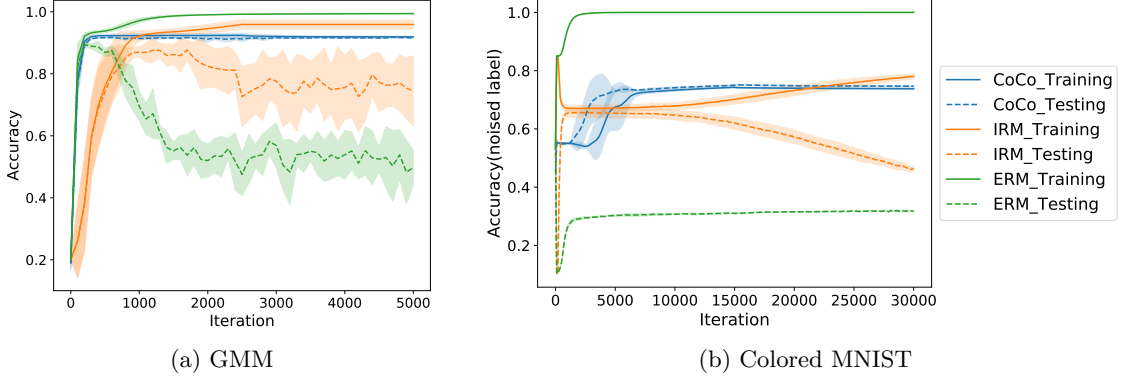 1.0
0.8
0.6
0.4
0.2
Accuracy
0 1000 2000 3000 4000 5000
Iteration
(a) GMM
1.0
0.8
0.6
0.4
0.2
Accuracy(noised label)
0 5000 10000 15000 20000 25000 30000
Iteration
(b) Colored MNIST
CoCo_Training
CoCo_Testing
IRM_Training
IRM_Testing
ERM_Training
ERM_Testing